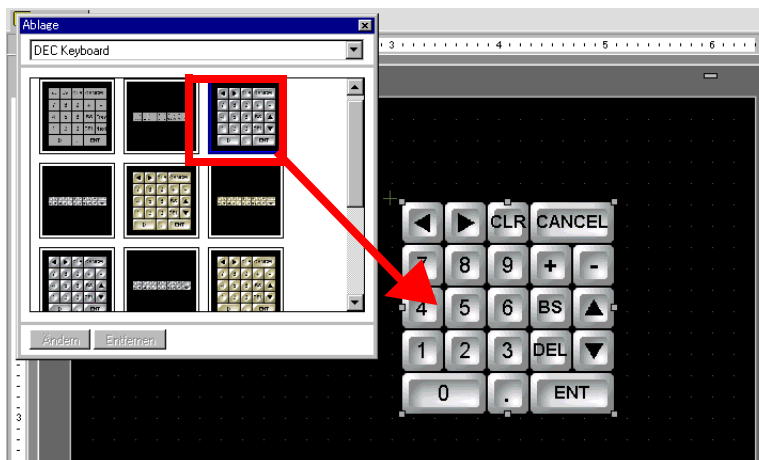 Ablage
DEC Keyboard
3 4 5 6
CLR CANCEL
7 8 9 + -
4 5 6 BS
1 2 3 DEL
0 . ENT
Ändern Entfernen
3